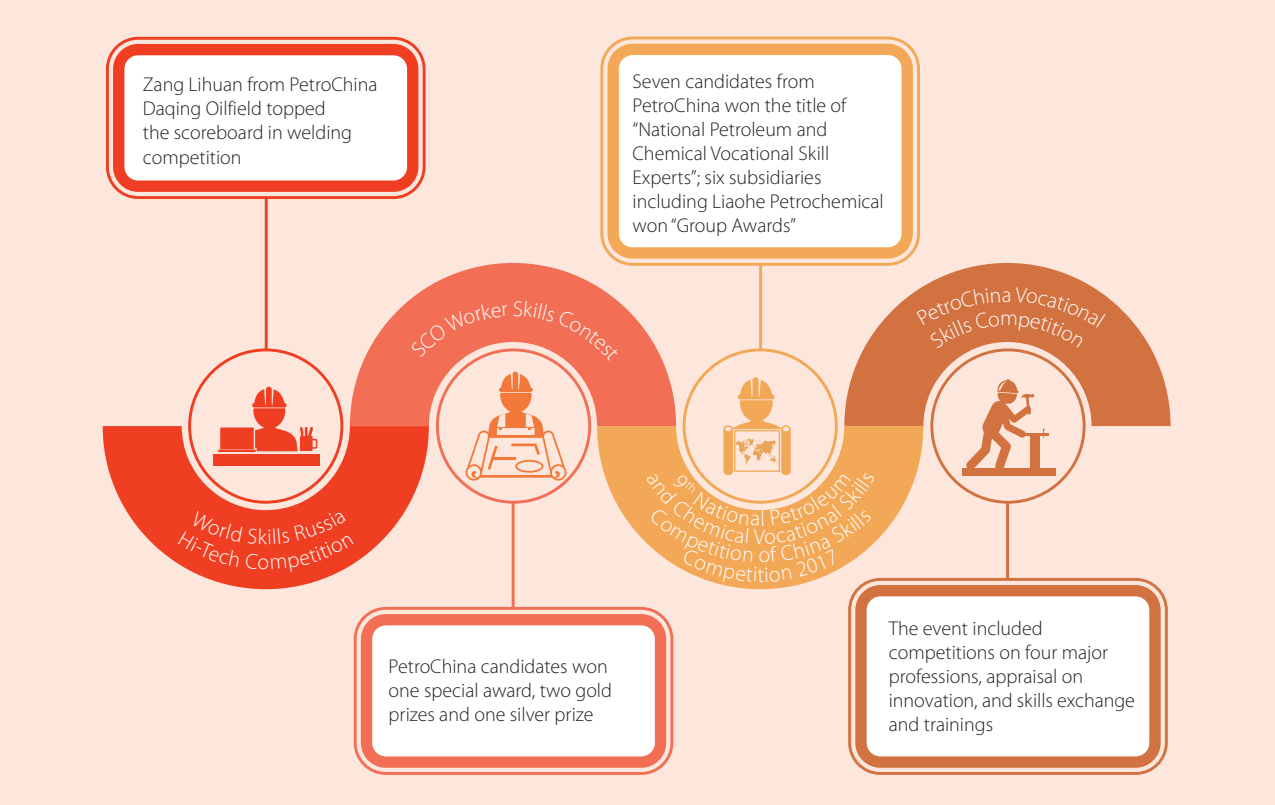 Zang Lihuan from PetroChina
Daqing Oilfield topped
the scoreboard in welding
competition
World Skills Russia
Hi-Tech Competition
SCO Worker Skills Contest
PetroChina candidates won
one special award, two gold
prizes and one silver prize
Seven candidates from
PetroChina won the title of
“National Petroleum and
Chemical Vocational Skill
Experts”; six subsidiaries
including Liaohe Petrochemical
won “Group Awards”
9th National Petroleum
and Chemical Vocational Skills
Competition of China Skills
Competition 2017
PetroChina Vocational
Skills Competition
The event included
competitions on four major
professions, appraisal on
innovation, and skills exchange
and trainings